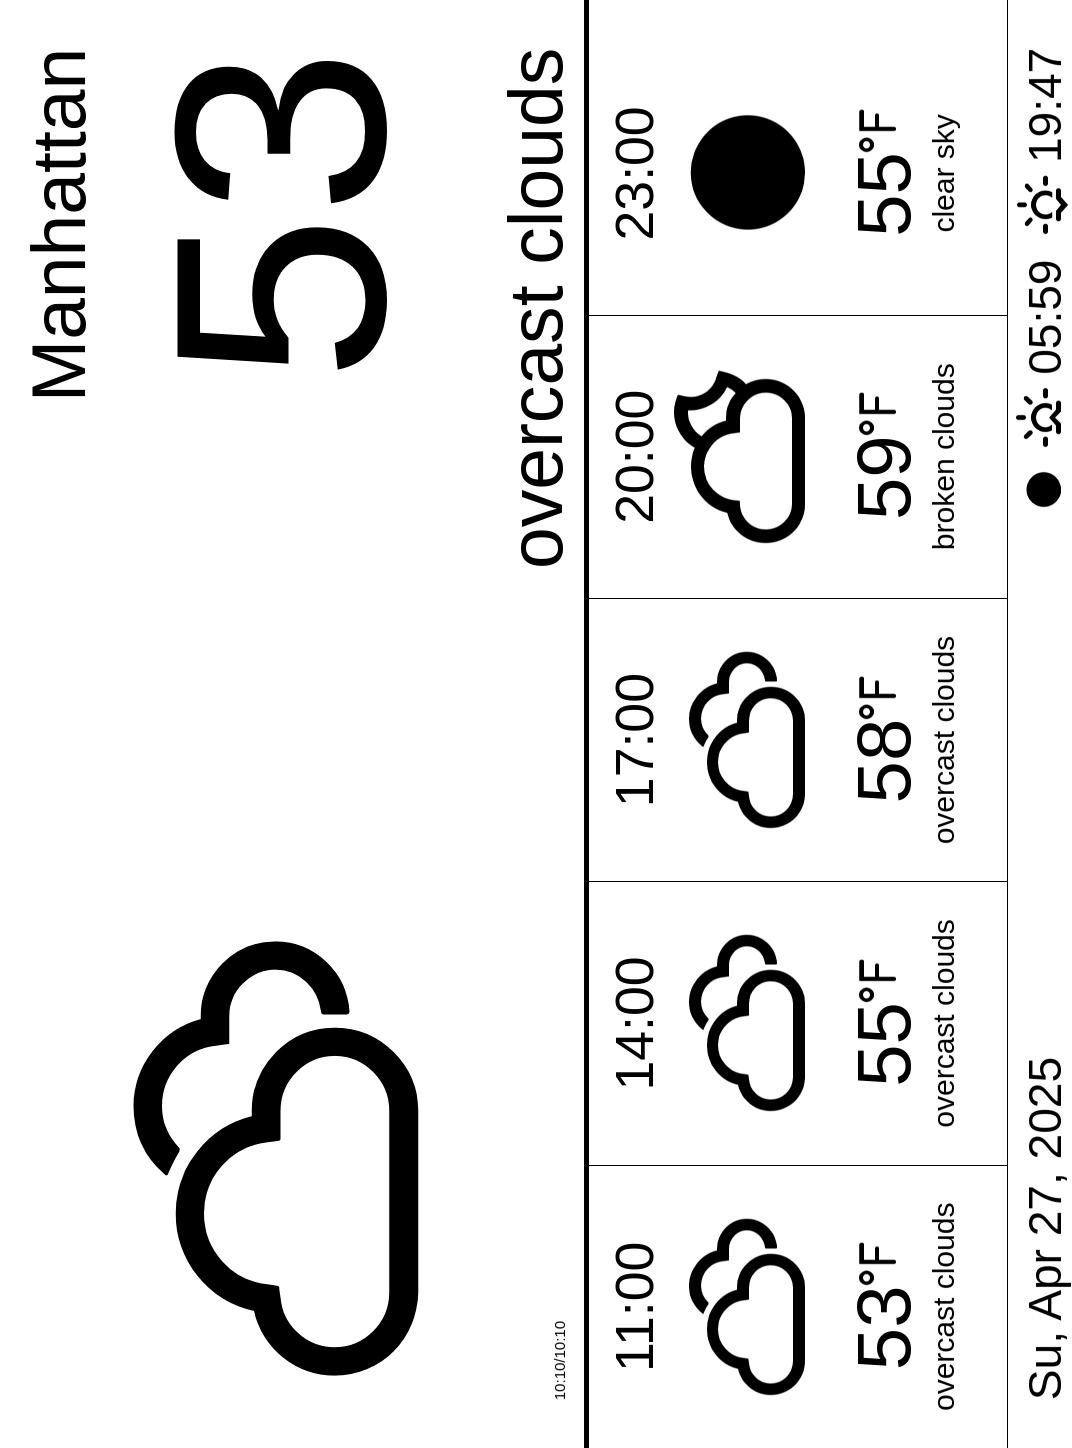 Manhattan
53
overcast clouds
10:10/10:10
11:00
53°F
overcast clouds
14:00
55°F
overcast clouds
17:00
58°F
overcast clouds
20:00
59°F
broken clouds
23:00
55°F
clear sky
Su, Apr 27, 2025
05:59
19:47